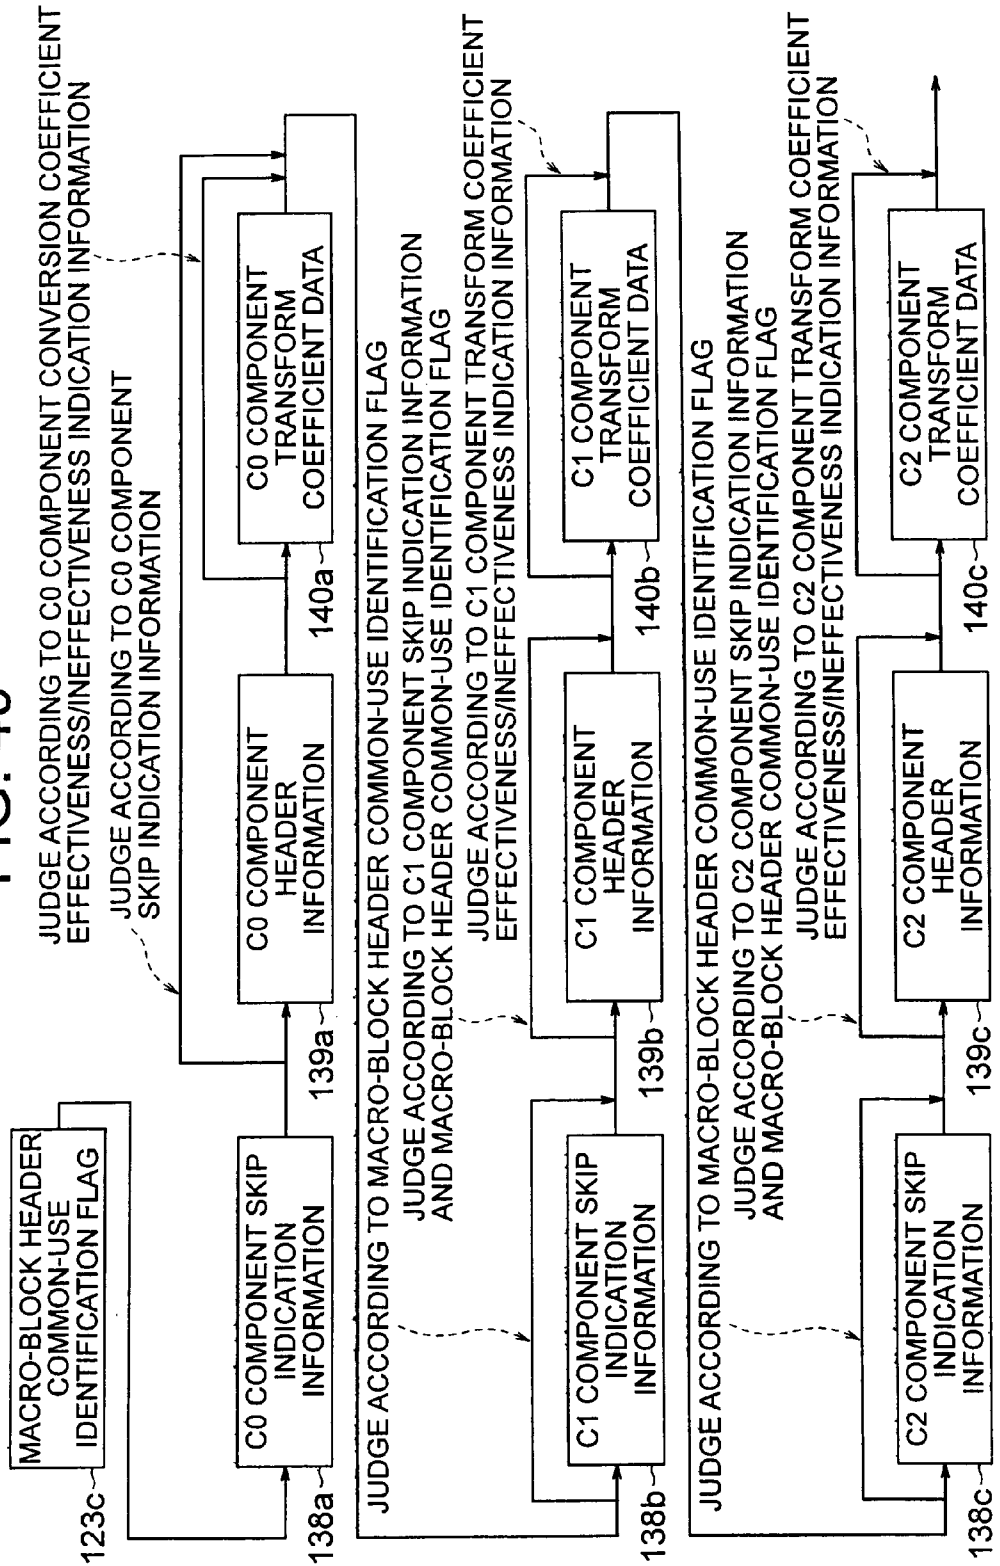 JUDGE ACCORDING TO C0 COMPONENT CONVERSION COEFFICIENT
EFFECTIVENESS/INEFFECTIVENESS INDICATION INFORMATION
JUDGE ACCORDING TO C0 COMPONENT
SKIP INDICATION INFORMATION
MACRO-BLOCK HEADER
COMMON-USE
IDENTIFICATION FLAG
123c
C0 COMPONENT SKIP
INDICATION
INFORMATION
138a
C0 COMPONENT
HEADER
INFORMATION
139a
C0 COMPONENT
TRANSFORM
COEFFICIENT DATA
140a
JUDGE ACCORDING TO MACRO-BLOCK HEADER COMMON-USE IDENTIFICATION FLAG
JUDGE ACCORDING TO C1 COMPONENT SKIP INDICATION INFORMATION
AND MACRO-BLOCK HEADER COMMON-USE IDENTIFICATION FLAG
JUDGE ACCORDING TO C1 COMPONENT TRANSFORM COEFFICIENT
EFFECTIVENESS/INEFFECTIVENESS INDICATION INFORMATION
C1 COMPONENT SKIP
INDICATION
INFORMATION
138b
C1 COMPONENT
HEADER
INFORMATION
139b
C1 COMPONENT
TRANSFORM
COEFFICIENT DATA
140b
JUDGE ACCORDING TO MACRO-BLOCK HEADER COMMON-USE IDENTIFICATION FLAG
JUDGE ACCORDING TO C2 COMPONENT SKIP INDICATION INFORMATION
AND MACRO-BLOCK HEADER COMMON-USE IDENTIFICATION FLAG
JUDGE ACCORDING TO C2 COMPONENT TRANSFORM COEFFICIENT
EFFECTIVENESS/INEFFECTIVENESS INDICATION INFORMATION
C2 COMPONENT SKIP
INDICATION
INFORMATION
138c
C2 COMPONENT
HEADER
INFORMATION
139c
C2 COMPONENT
TRANSFORM
COEFFICIENT DATA
140c